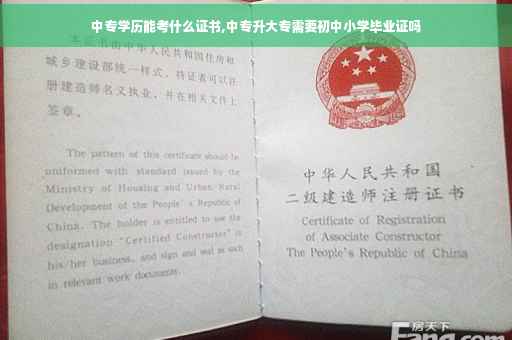 中专学历能考什么证书,中专升大专需要初中小学毕业证吗
本证书由中华人民共和国住房和
城乡建设部统一样式，持证表可以注
册建造师名义执业，并在相关文件上
签章。
The pattern of this certificate should be
uniformed with standard issued by the
Ministry of Housing and Urban Rural
Development of the People's Republic of
China. The holder is entitled to use the
designation "Certified Constructor" in
his/her business, and sign and seal as such
in relevant work documents.
中华人民共和国
二级建造师注册证书
Certificate of Registration
of Associate Constructor
The People's Republic of China
房天下
Fang.com